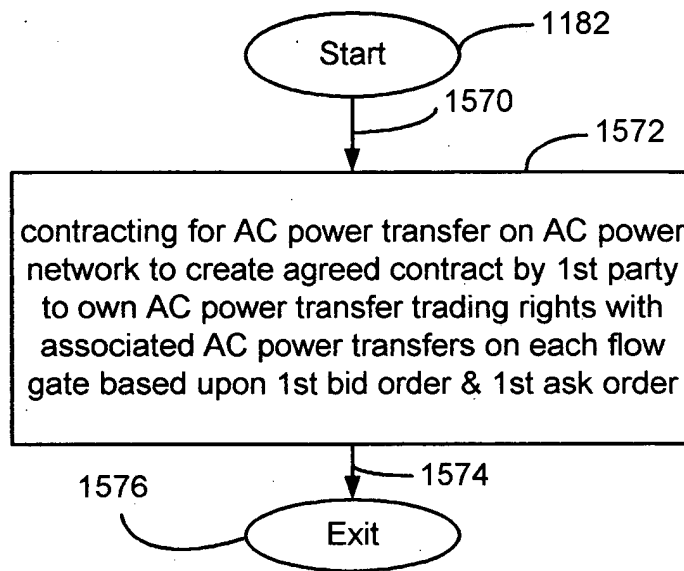 Start
1182
1570
1572
contracting for AC power transfer on AC power
network to create agreed contract by 1st party
to own AC power transfer trading rights with
associated AC power transfers on each flow
gate based upon 1st bid order & 1st ask order
1574
1576
Exit